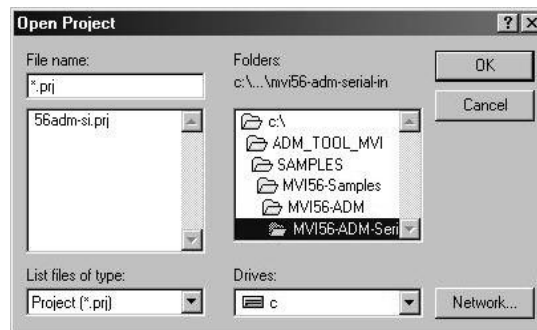 Open Project
File name:
*.prj
56adm-si.prj
List files of type:
Project (*.prj)
Folders:
c:\...\mvi56-adm-serial-in
c:\
ADM_TOOL_MVI
SAMPLES
MVI56-Samples
MVI56-ADM
MVI56-ADM-Seri
Drives:
c
OK
Cancel
Network...